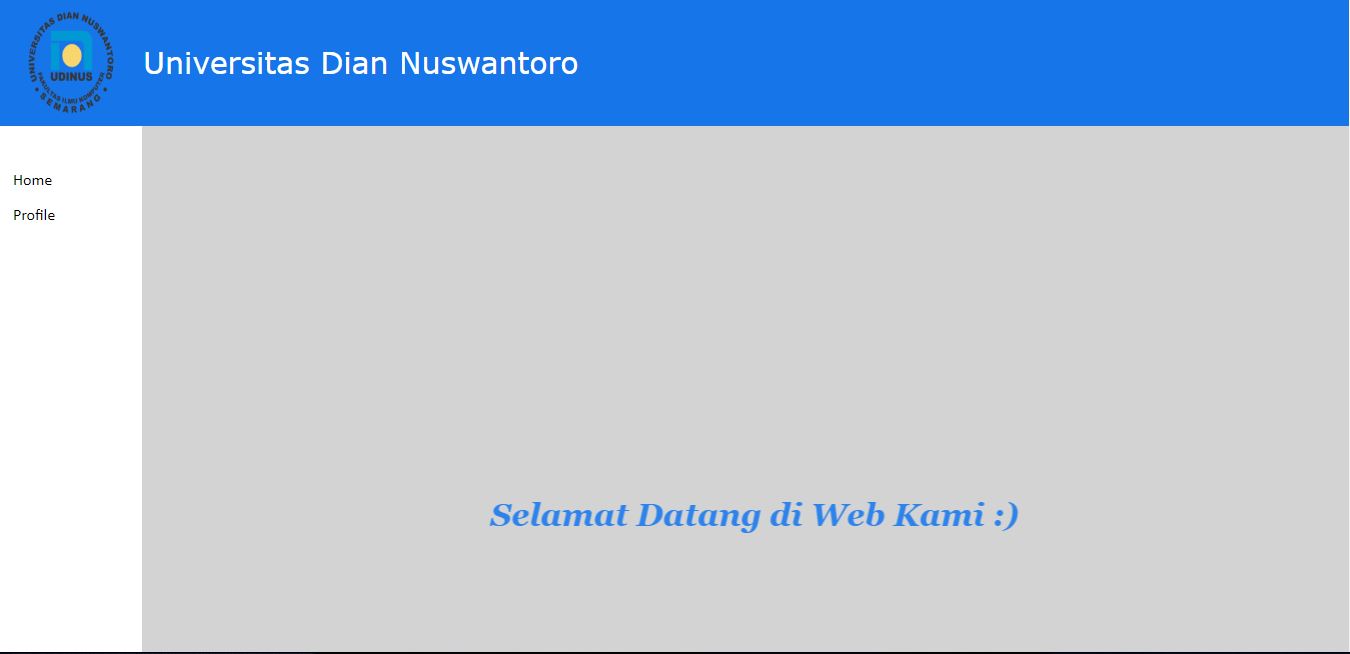 UNIVERSITAS DIAN NUSWANTORO
UDINUS
FAKULTAS ILMU KOMPUTER
• SEMARANG •
Universitas Dian Nuswantoro
Home
Profile
Selamat Datang di Web Kami :)